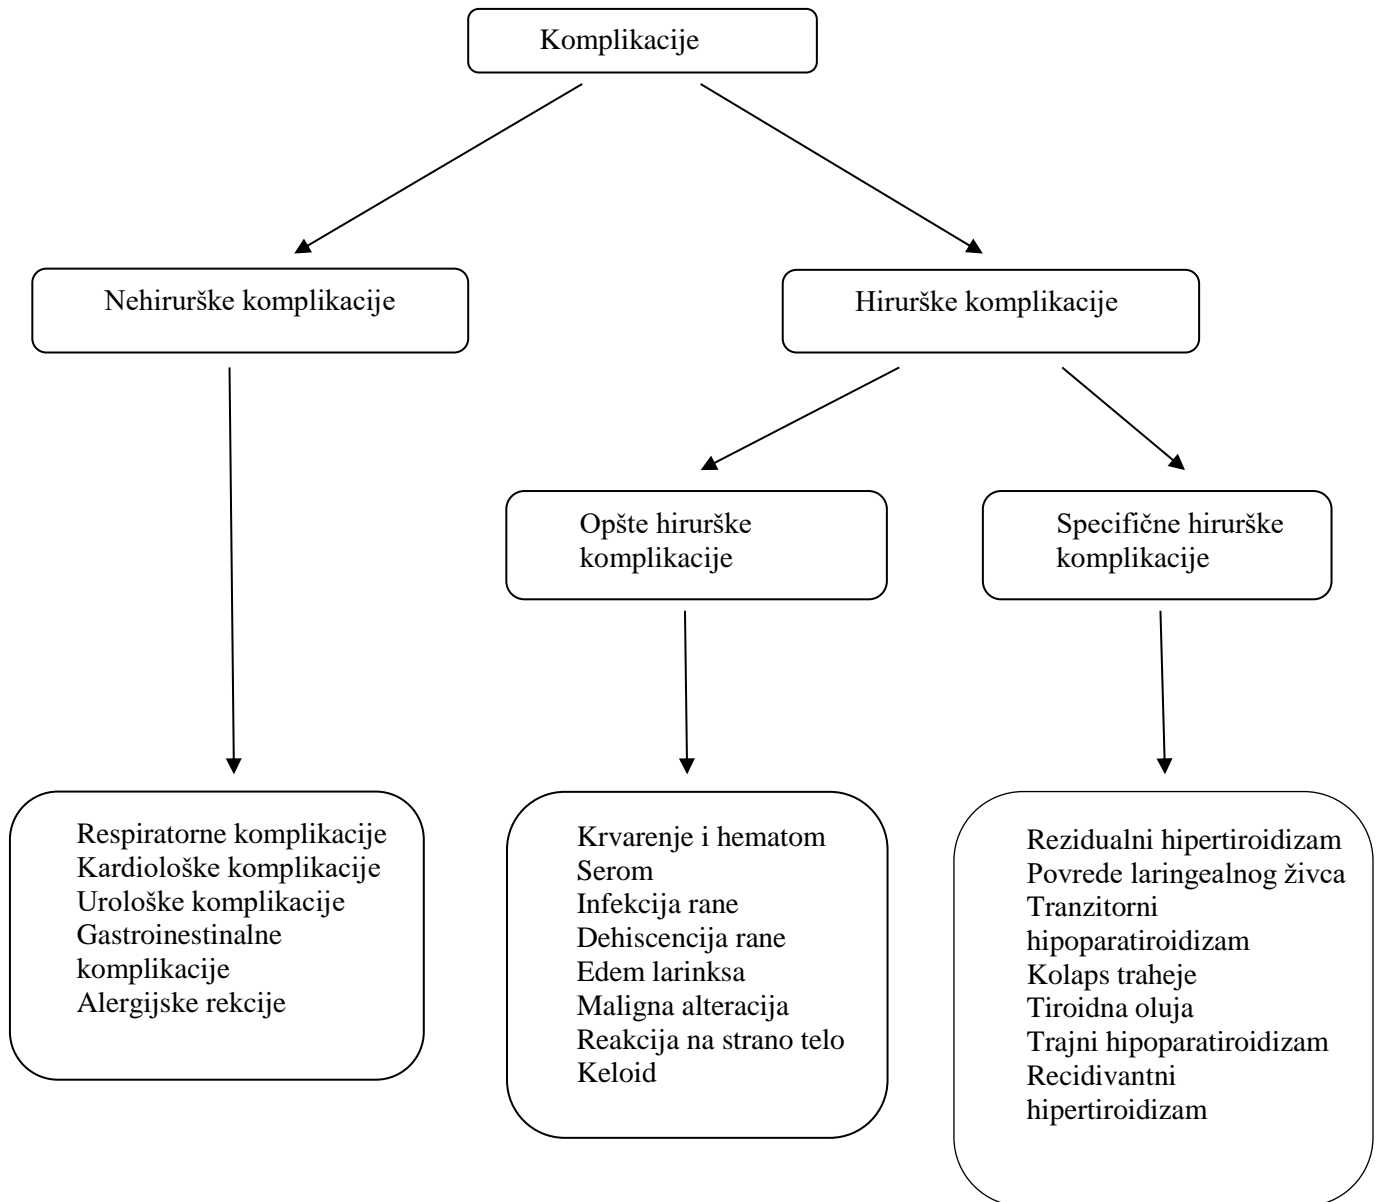 Komplikacije
Nehirurške komplikacije
Hirurške komplikacije
Opšte hirurške
komplikacije
Specifične hirurške
komplikacije
Respiratorne komplikacije
Kardiološke komplikacije
Urološke komplikacije
Gastroinestinalne
komplikacije
Alergijske rekcije
Krvarenje i hematom
Serom
Infekcija rane
Dehiscencija rane
Edem larinksa
Maligna alteracija
Reakcija na strano telo
Keloid
Rezidualni hipertiroidizam
Povrede laringealnog živca
Tranzitorni
hipoparatiroidizam
Kolaps traheje
Tiroidna oluja
Trajni hipoparatiroidizam
Recidivantni
hipertiroidizam